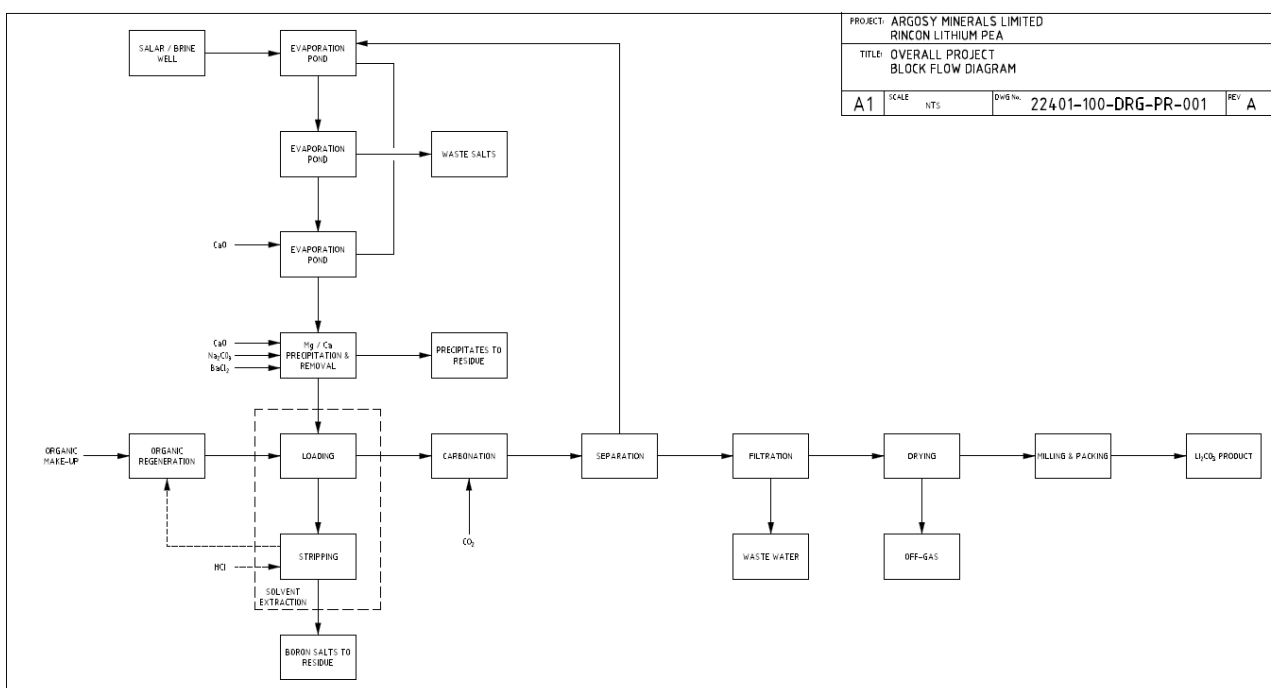 PROJECT: ARGOSY MINERALS LIMITED
RINCON LITHIUM PEA
TITLE: OVERALL PROJECT
BLOCK FLOW DIAGRAM
A1 SCALE NTS DWG No. 22401-100-DRG-PR-001 REV A
SALAR / BRINE
WELL
EVAPORATION
POND
EVAPORATION
POND
WASTE SALTS
CaO
EVAPORATION
POND
CaO
Na₂CO₃
BaCl₂
Mg / Ca
PRECIPITATION &
REMOVAL
PRECIPITATES TO
RESIDUE
ORGANIC
MAKE-UP
ORGANIC
REGENERATION
LOADING
CARBONATION
SEPARATION
FILTRATION
DRYING
MILLING & PACKING
Li₂CO₃ PRODUCT
HCl
STRIPPING
CO₂
WASTE WATER
OFF-GAS
SOLVENT
EXTRACTION
BORON SALTS TO
RESIDUE